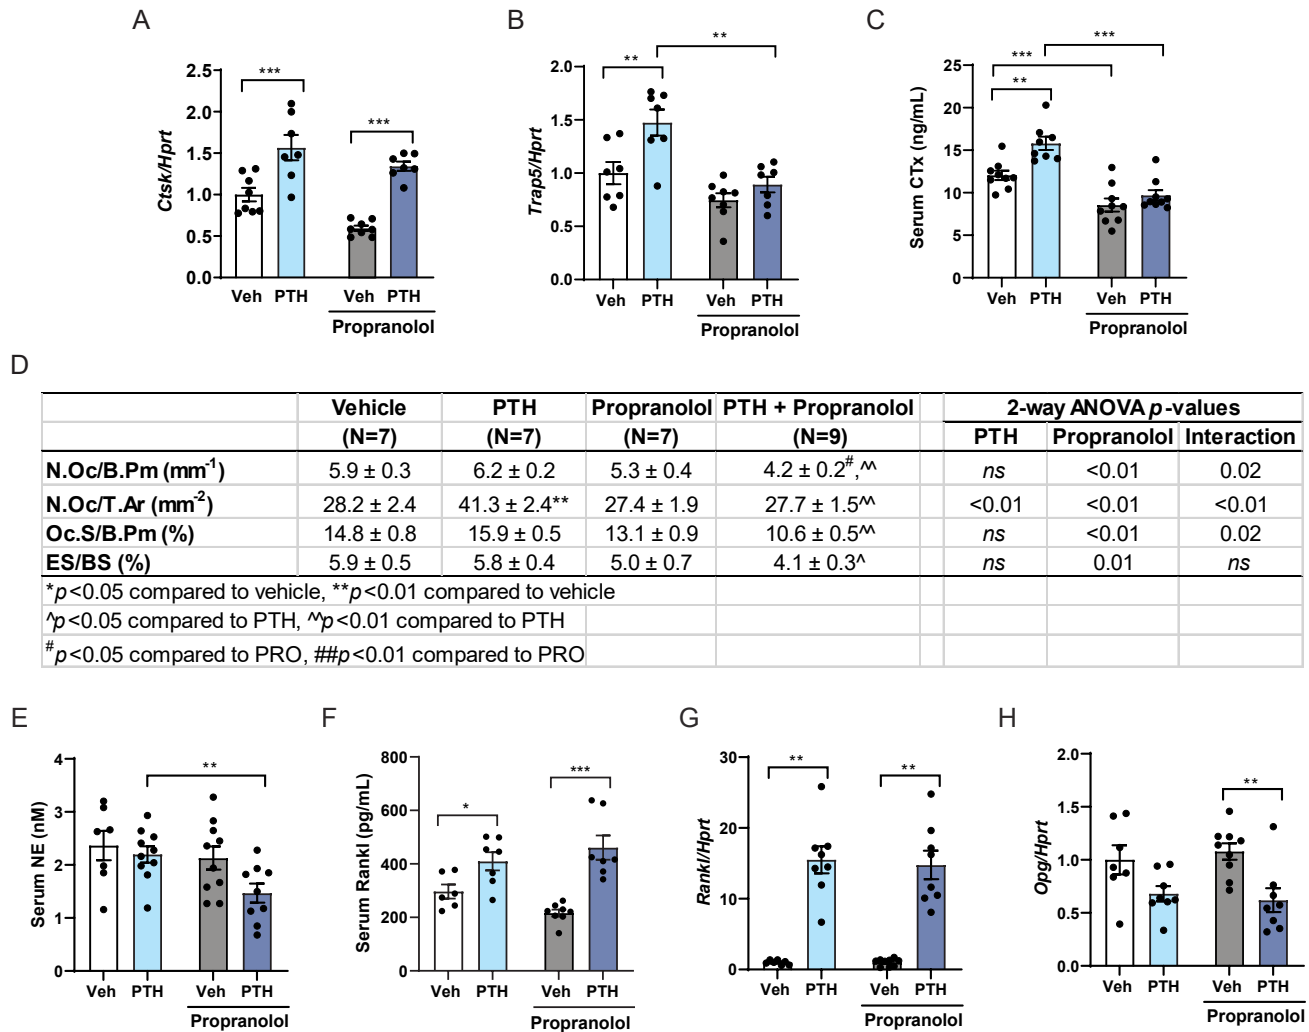 A
B
C
Ctsk/Hprt
2.5
2.0
1.5
1.0
0.5
0.0
***
***
Veh PTH Veh PTH
Propranolol
Trap5/Hprt
2.0
1.5
1.0
0.5
0.0
**
**
Veh PTH Veh PTH
Propranolol
Serum CTx (ng/mL)
25
20
15
10
5
0
***
***
**
Veh PTH Veh PTH
Propranolol
D
Vehicle PTH Propranolol PTH + Propranolol 2-way ANOVA p-values
(N=7) (N=7) (N=7) (N=9) PTH Propranolol Interaction
N.Oc/B.Pm (mm⁻¹) 5.9 ± 0.3 6.2 ± 0.2 5.3 ± 0.4 4.2 ± 0.2#,^^ ns <0.01 0.02
N.Oc/T.Ar (mm⁻²) 28.2 ± 2.4 41.3 ± 2.4** 27.4 ± 1.9 27.7 ± 1.5^^ <0.01 <0.01 <0.01
Oc.S/B.Pm (%) 14.8 ± 0.8 15.9 ± 0.5 13.1 ± 0.9 10.6 ± 0.5^^ ns <0.01 0.02
ES/BS (%) 5.9 ± 0.5 5.8 ± 0.4 5.0 ± 0.7 4.1 ± 0.3^ ns 0.01 ns
*p<0.05 compared to vehicle, **p<0.01 compared to vehicle
^p<0.05 compared to PTH, ^^p<0.01 compared to PTH
#p<0.05 compared to PRO, ##p<0.01 compared to PRO
E
F
G
H
Serum NE (nM)
4
3
2
1
0
**
Veh PTH Veh PTH
Propranolol
Serum Rankl (pg/mL)
800
600
400
200
0
*
***
Veh PTH Veh PTH
Propranolol
Rankl/Hprt
30
20
10
0
**
**
Veh PTH Veh PTH
Propranolol
Opg/Hprt
2.0
1.5
1.0
0.5
0.0
**
Veh PTH Veh PTH
Propranolol